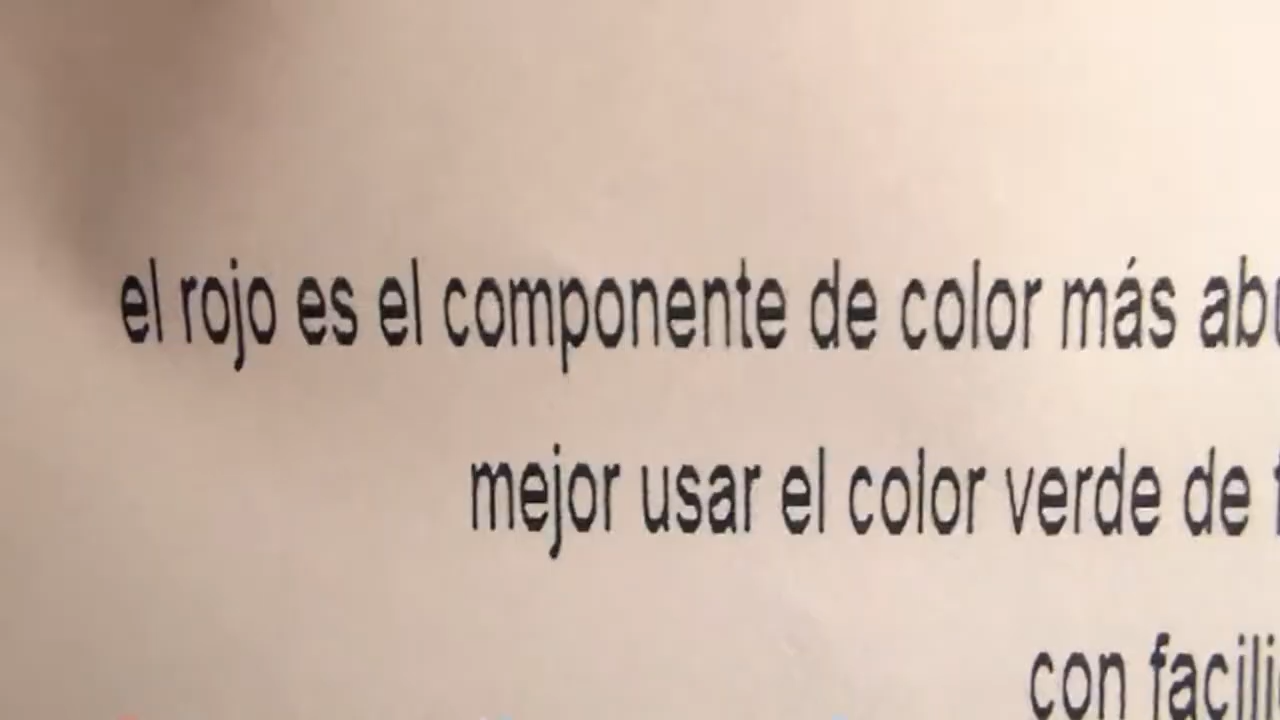 el rojo es el componente de color más
mejor usar el color verde de
con